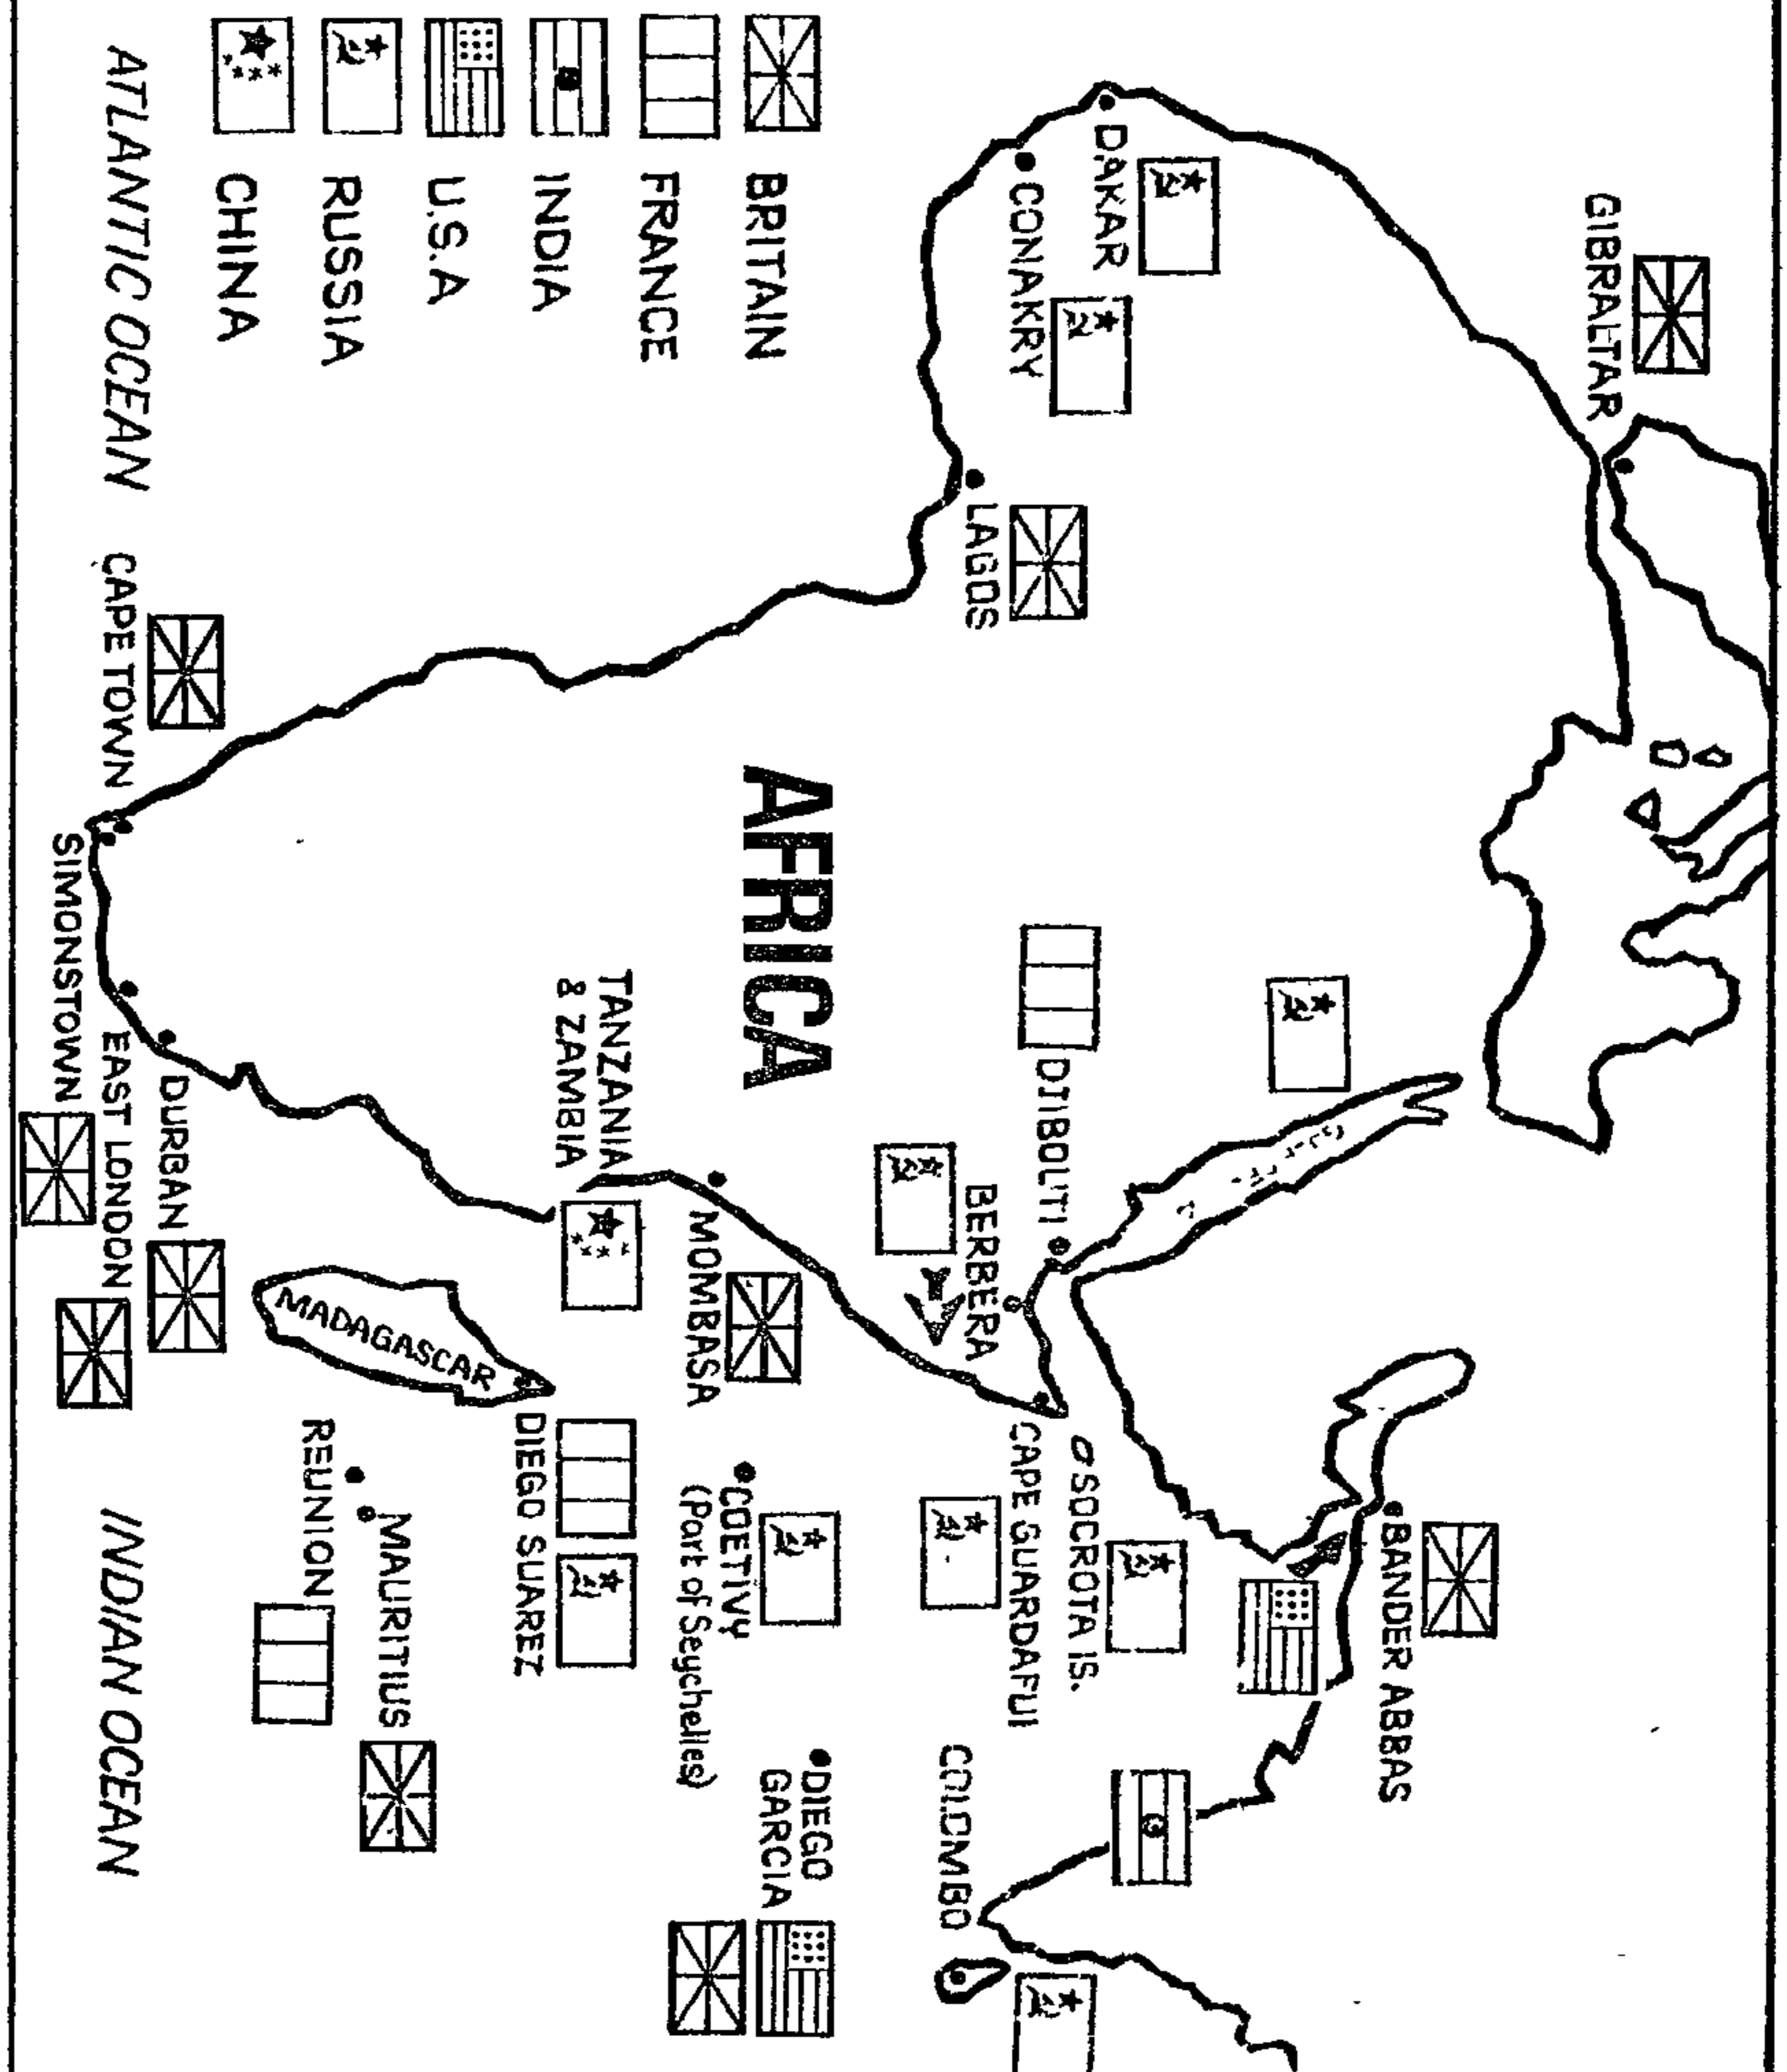 GIBRALTAR
DAKAR
CONAKRY
LAGOS
BRITAIN
FRANCE
INDIA
U.S.A
RUSSIA
CHINA
ATLANTIC OCEAN
CAPE TOWN
SIMONSTOWN
EAST LONDON
DURBAN
AFRICA
TANZANIA
& ZAMBIA
DJIBOUTI
BERBERA
MOMBASA
MADAGASCAR
BANDER ABBAS
SOCROTA IS.
CAPE GUARDAFUI
COETIVY
(Part of Seychelles)
DIEGO SUAREZ
MAURITIUS
REUNION
COLOMBO
DIEGO
GARCIA
INDIAN OCEAN